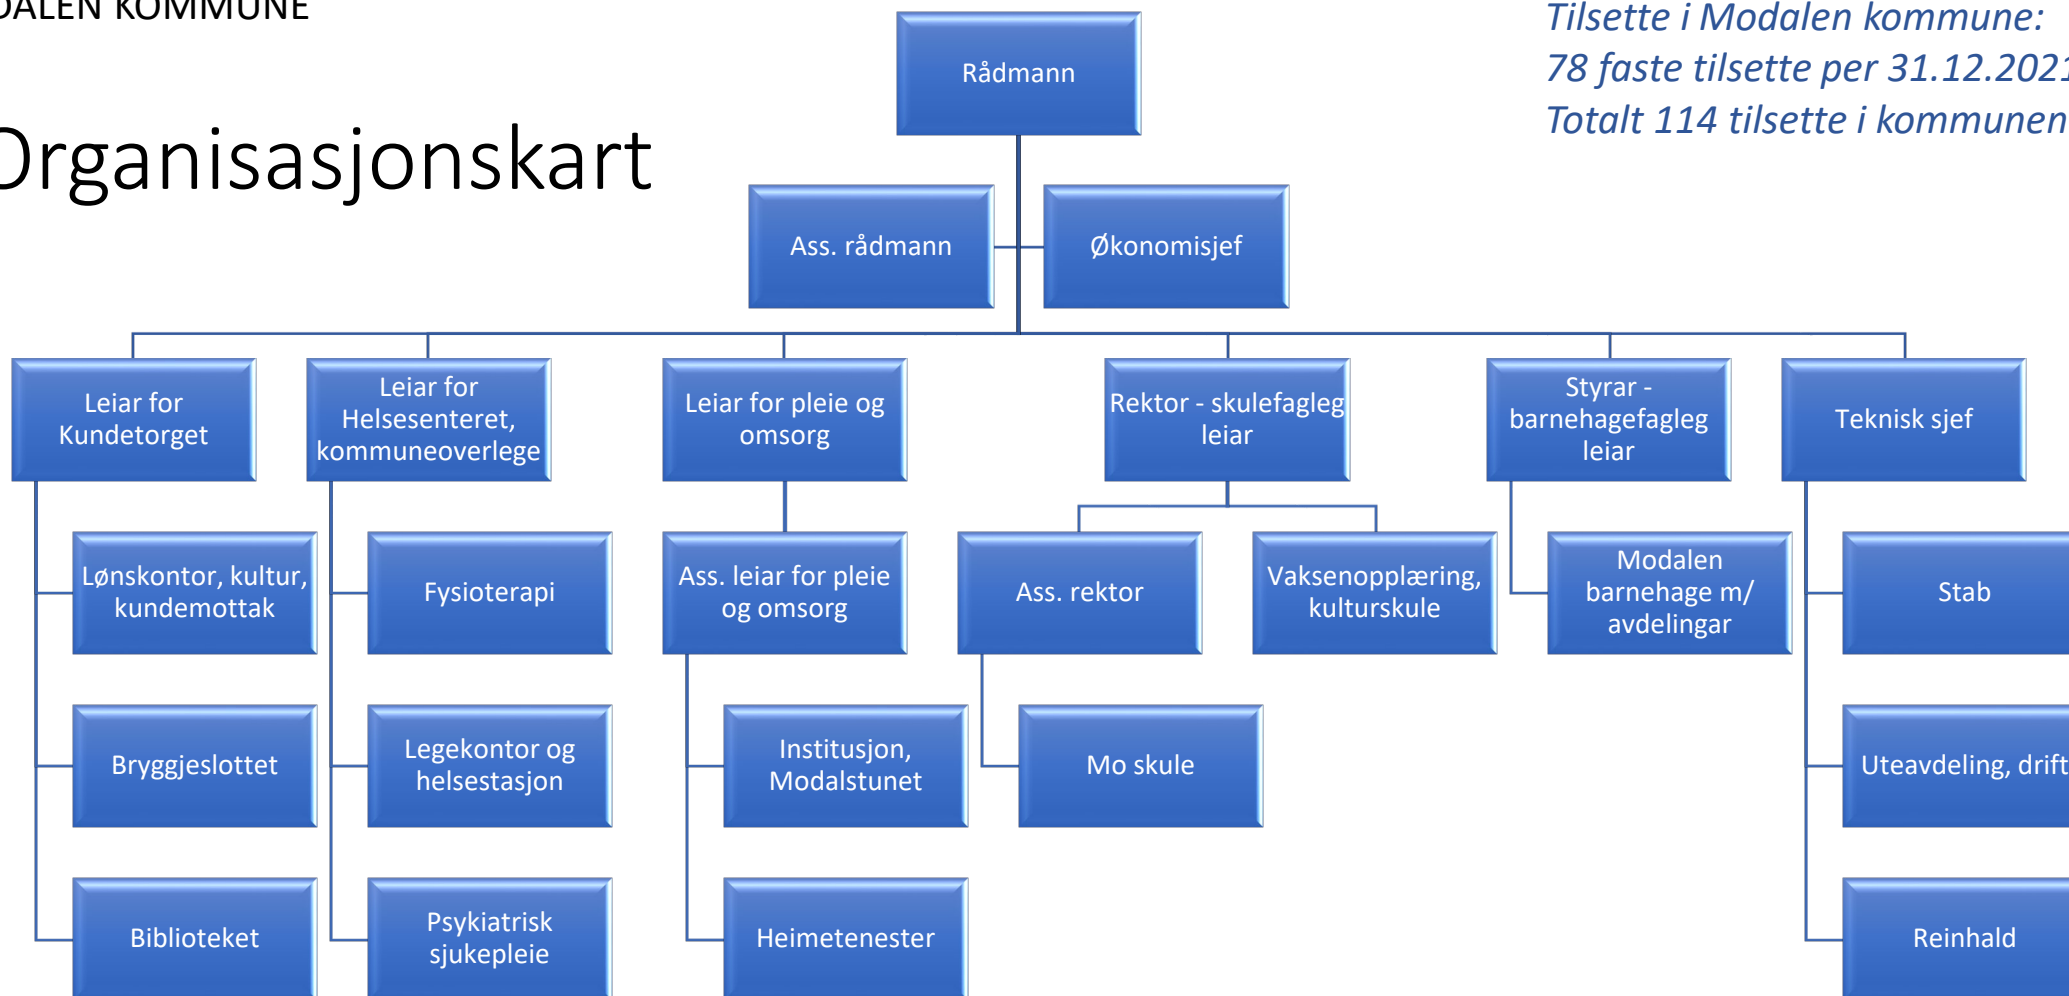 DALEN KOMMUNE
Organisasjonskart
Tilsette i Modalen kommune:
78 faste tilsette per 31.12.2021
Totalt 114 tilsette i kommunen
Rådmann
Ass. rådmann
Økonomisjef
Leiar for
Kundetorget
Leiar for
Helsesenteret,
kommuneoverlege
Leiar for pleie og
omsorg
Rektor - skulefagleg
leiar
Styrar -
barnehagefagleg
leiar
Teknisk sjef
Lønskontor, kultur,
kundemottak
Fysioterapi
Ass. leiar for pleie
og omsorg
Ass. rektor
Vaksenopplæring,
kulturskule
Modalen
barnehage m/
avdelingar
Stab
Bryggjeslottet
Legekontor og
helsestasjon
Institusjon,
Modalstunet
Mo skule
Uteavdeling, drift
Biblioteket
Psykiatrisk
sjukepleie
Heimetenester
Reinhald